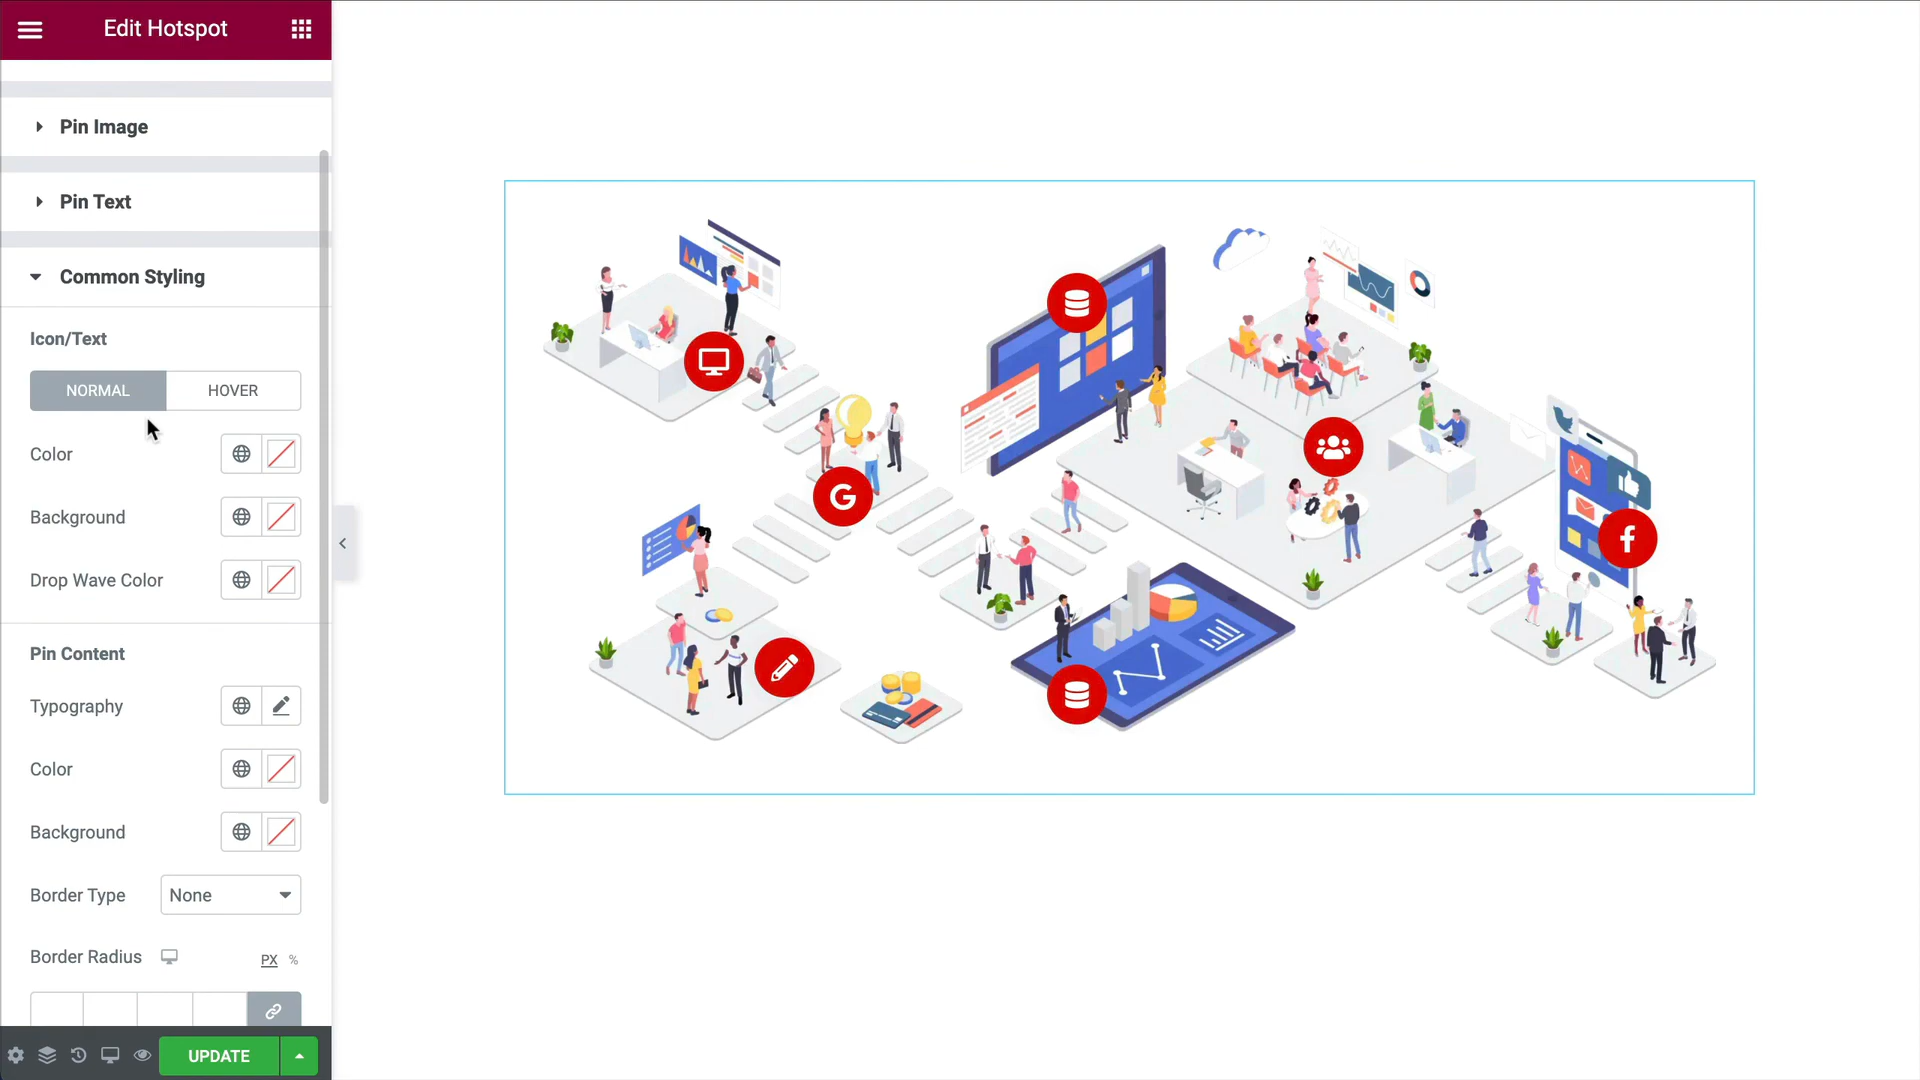 Edit Hotspot
Pin Image
Pin Text
Common Styling
Icon/Text
NORMAL HOVER
Color
Background
Drop Wave Color
Pin Content
Typography
Color
Background
Border Type None
Border Radius PX %
UPDATE
G
f